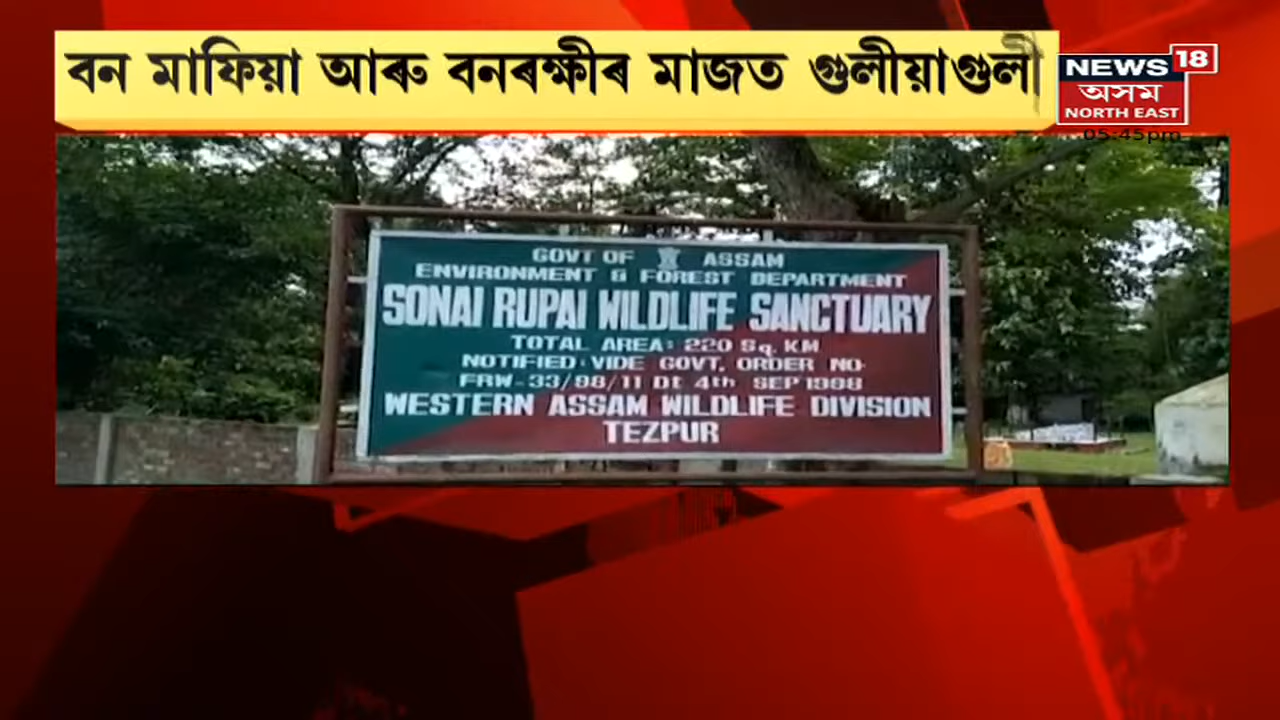 বন মাফিয়া আৰু বনৰক্ষীৰ মাজত গুলীয়াগুলী
NEWS 18
অসম
NORTH EAST
05:45pm
GOVT OF ASSAM
ENVIRONMENT & FOREST DEPARTMENT
SONAI RUPAI WILDLIFE SANCTUARY
TOTAL AREA: 220 Sq. KM
NOTIFIED VIDE GOVT. ORDER NO.
FRW-33/98/11 Dt 4th SEP 1998
WESTERN ASSAM WILDLIFE DIVISION
TEZPUR